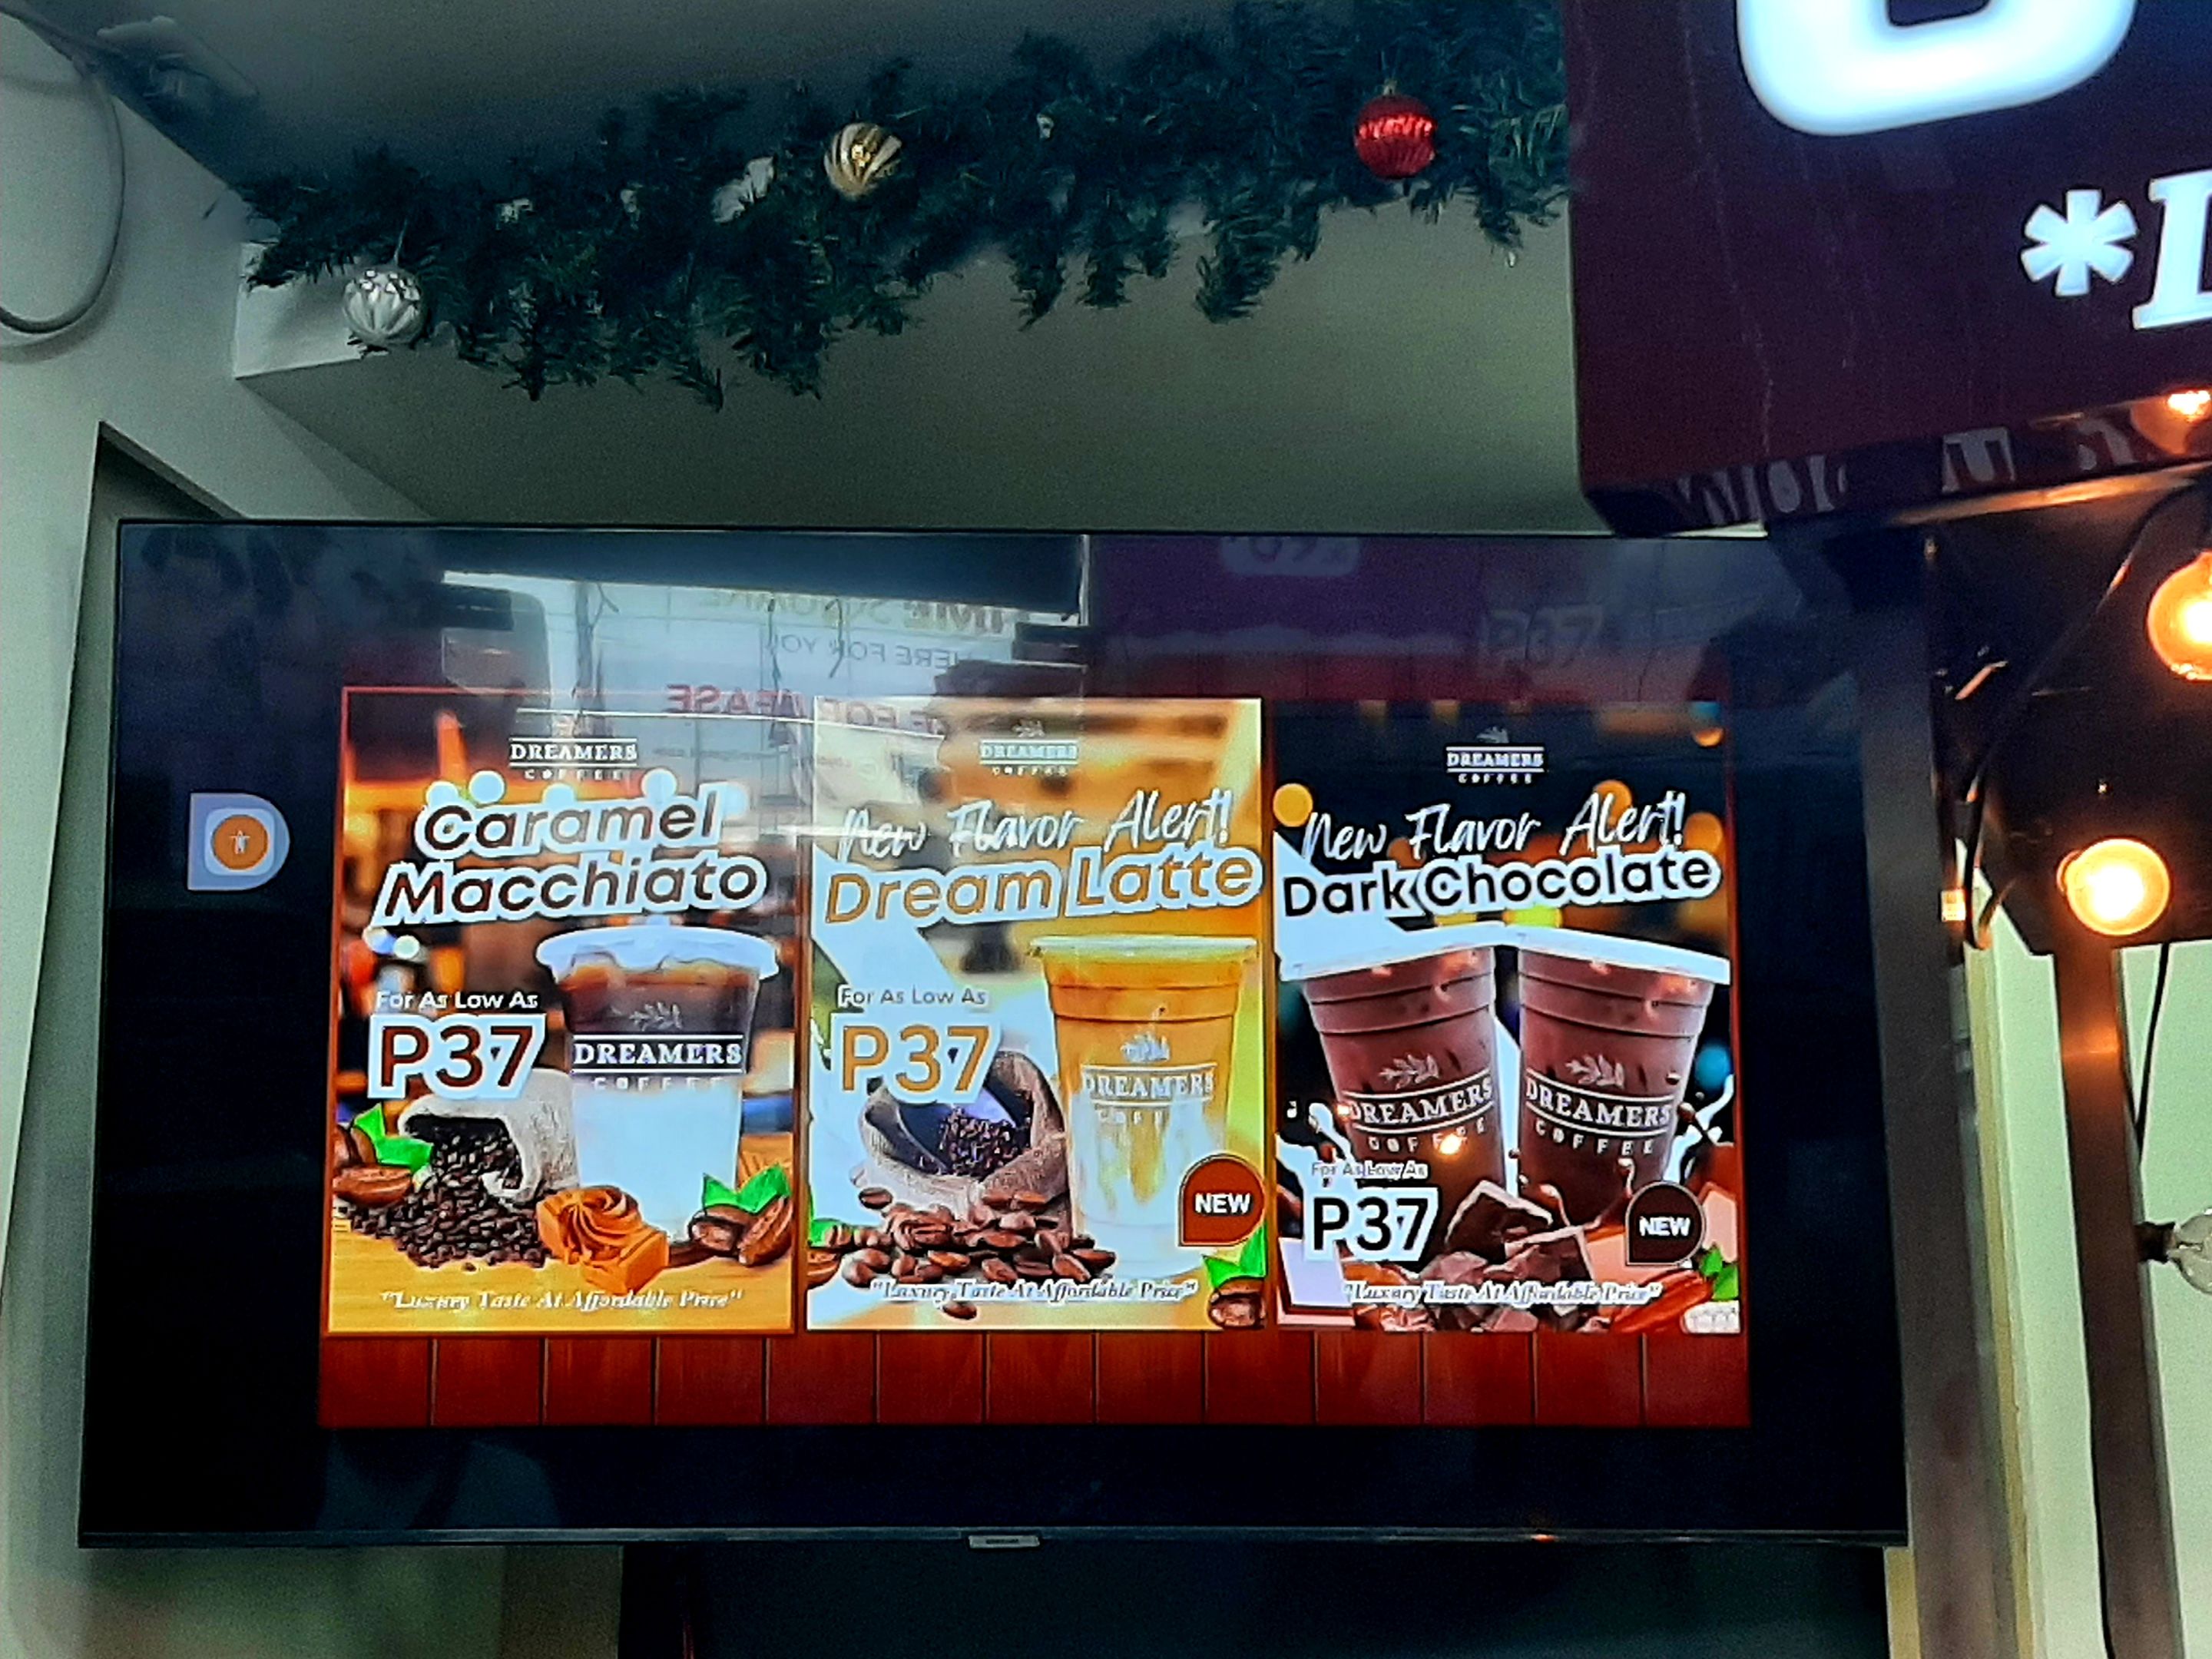 *L
DREAMERS
COFFEE
Caramel
Macchiato
For As Low As
P37
DREAMERS
COFFEE
"Luxury Taste At Affordable Price"
DREAMERS
COFFEE
New Flavor Alert!
Dream Latte
For As Low As
P37
DREAMERS
COFFEE
NEW
"Luxury Taste At Affordable Price"
DREAMERS
COFFEE
New Flavor Alert!
Dark Chocolate
DREAMERS
COFFEE
DREAMERS
COFFEE
For As Low As
P37
NEW
"Luxury Taste At Affordable Price"